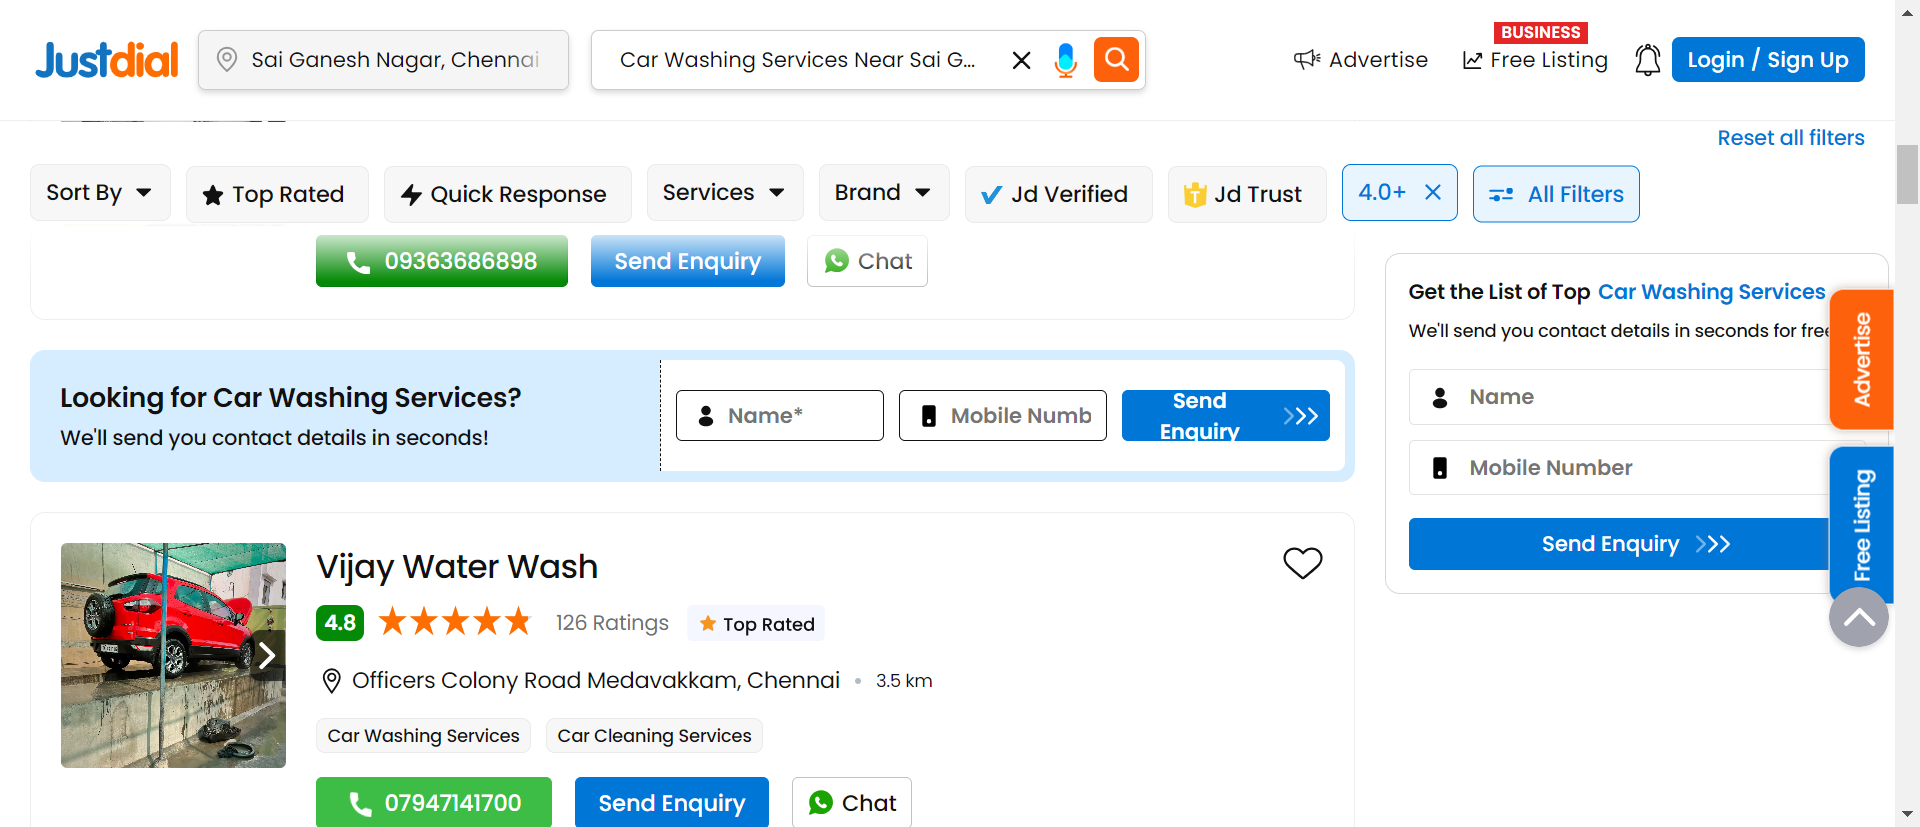 Justdial
Sai Ganesh Nagar, Chennai
Car Washing Services Near Sai G...
Advertise
BUSINESS
Free Listing
Login / Sign Up
Reset all filters
Sort By
Top Rated
Quick Response
Services
Brand
Jd Verified
Jd Trust
4.0+
All Filters
09363686898
Send Enquiry
Chat
Looking for Car Washing Services?
We'll send you contact details in seconds!
Name*
Mobile Numb
Send
Enquiry
Get the List of Top Car Washing Services
We'll send you contact details in seconds for free
Name
Mobile Number
Send Enquiry
Advertise
Free Listing
Vijay Water Wash
4.8
126 Ratings
Top Rated
Officers Colony Road Medavakkam, Chennai • 3.5 km
Car Washing Services
Car Cleaning Services
07947141700
Send Enquiry
Chat